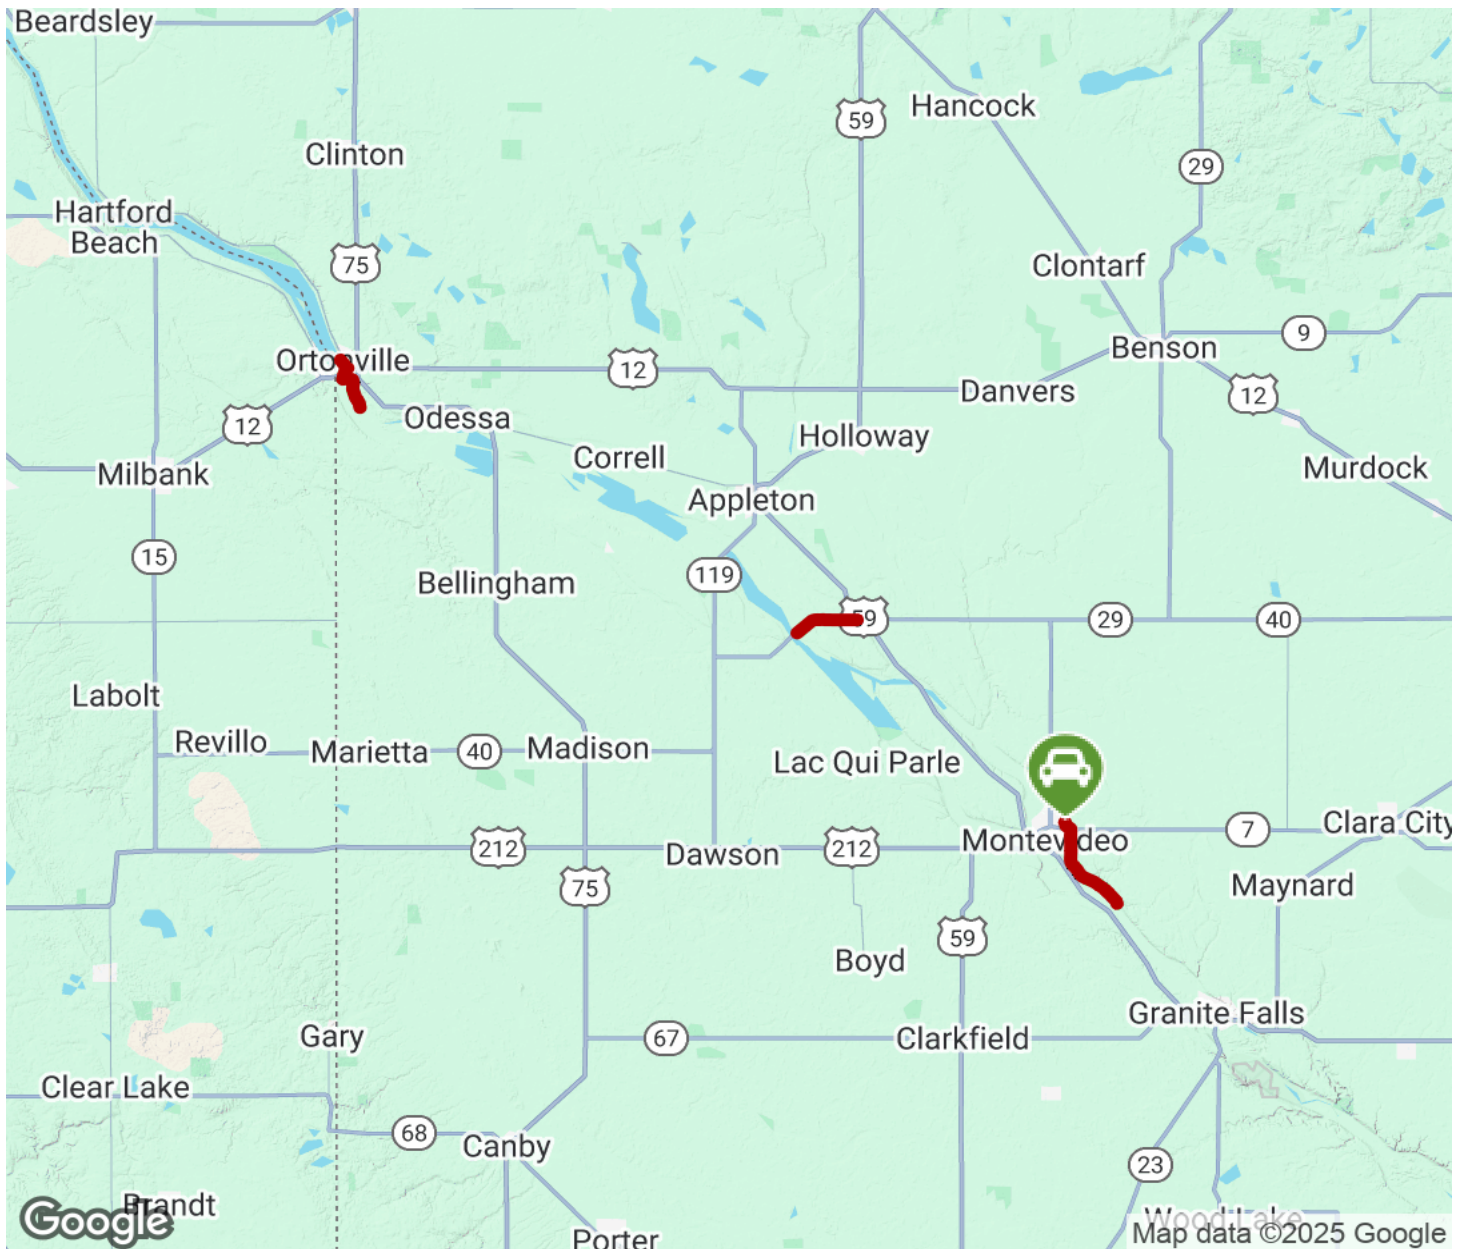 Beardsley
Hancock
59
Clinton
29
Hartford
Beach
75
Clontarf
9
Benson
Ortonville
12
12
Danvers
12
Odessa
Holloway
Correll
Murdock
Milbank
Appleton
15
119
Bellingham
59
29
40
Labolt
Revillo
Marietta
40
Madison
Lac Qui Parle
7
Clara City
Montevideo
212
Dawson
212
75
Maynard
59
Boyd
Granite Falls
Gary
67
Clarkfield
Clear Lake
68
Canby
23
Brandt
Google
Wood Lake
Porter
Map data ©2025 Google